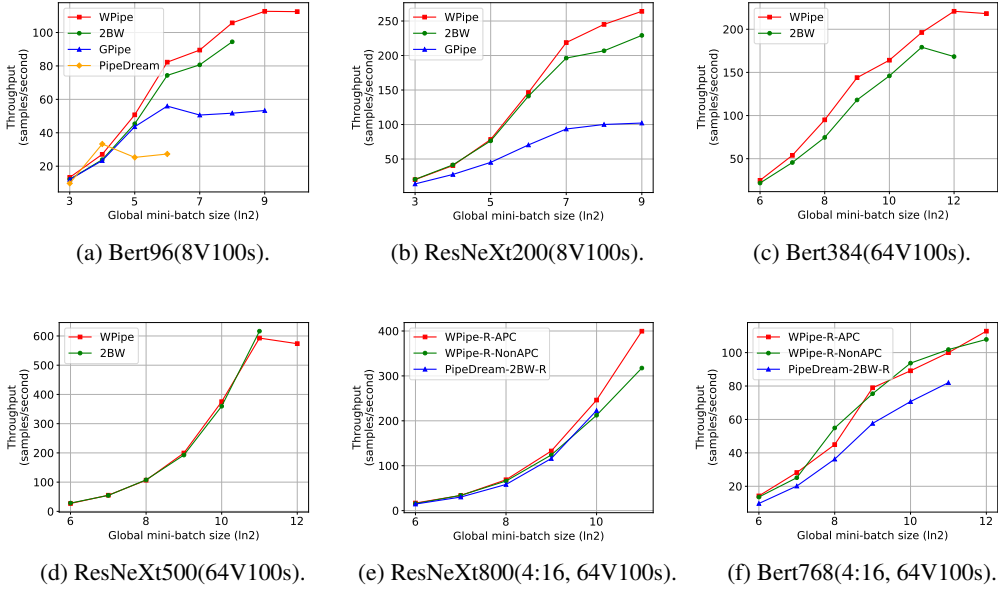 WPipe
2BW
GPipe
PipeDream
Throughput
(samples/second)
100
80
60
40
20
3 5 7 9
Global mini-batch size (ln2)
(a) Bert96(8V100s).
WPipe
2BW
GPipe
Throughput
(samples/second)
250
200
150
100
50
3 5 7 9
Global mini-batch size (ln2)
(b) ResNeXt200(8V100s).
WPipe
2BW
Throughput
(samples/second)
200
150
100
50
6 8 10 12
Global mini-batch size (ln2)
(c) Bert384(64V100s).
WPipe
2BW
Throughput
(samples/second)
600
500
400
300
200
100
0
6 8 10 12
Global mini-batch size (ln2)
(d) ResNeXt500(64V100s).
WPipe-R-APC
WPipe-R-NonAPC
PipeDream-2BW-R
Throughput
(samples/second)
400
300
200
100
0
6 8 10
Global mini-batch size (ln2)
(e) ResNeXt800(4:16, 64V100s).
WPipe-R-APC
WPipe-R-NonAPC
PipeDream-2BW-R
Throughput
(samples/second)
100
80
60
40
20
6 8 10 12
Global mini-batch size (ln2)
(f) Bert768(4:16, 64V100s).